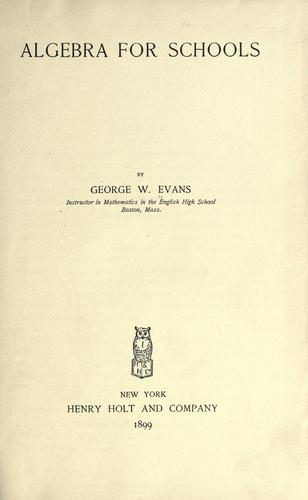 ALGEBRA FOR SCHOOLS
BY
GEORGE W. EVANS
Instructor in Mathematics in the English High School
Boston, Mass.
NEW YORK
HENRY HOLT AND COMPANY
1899